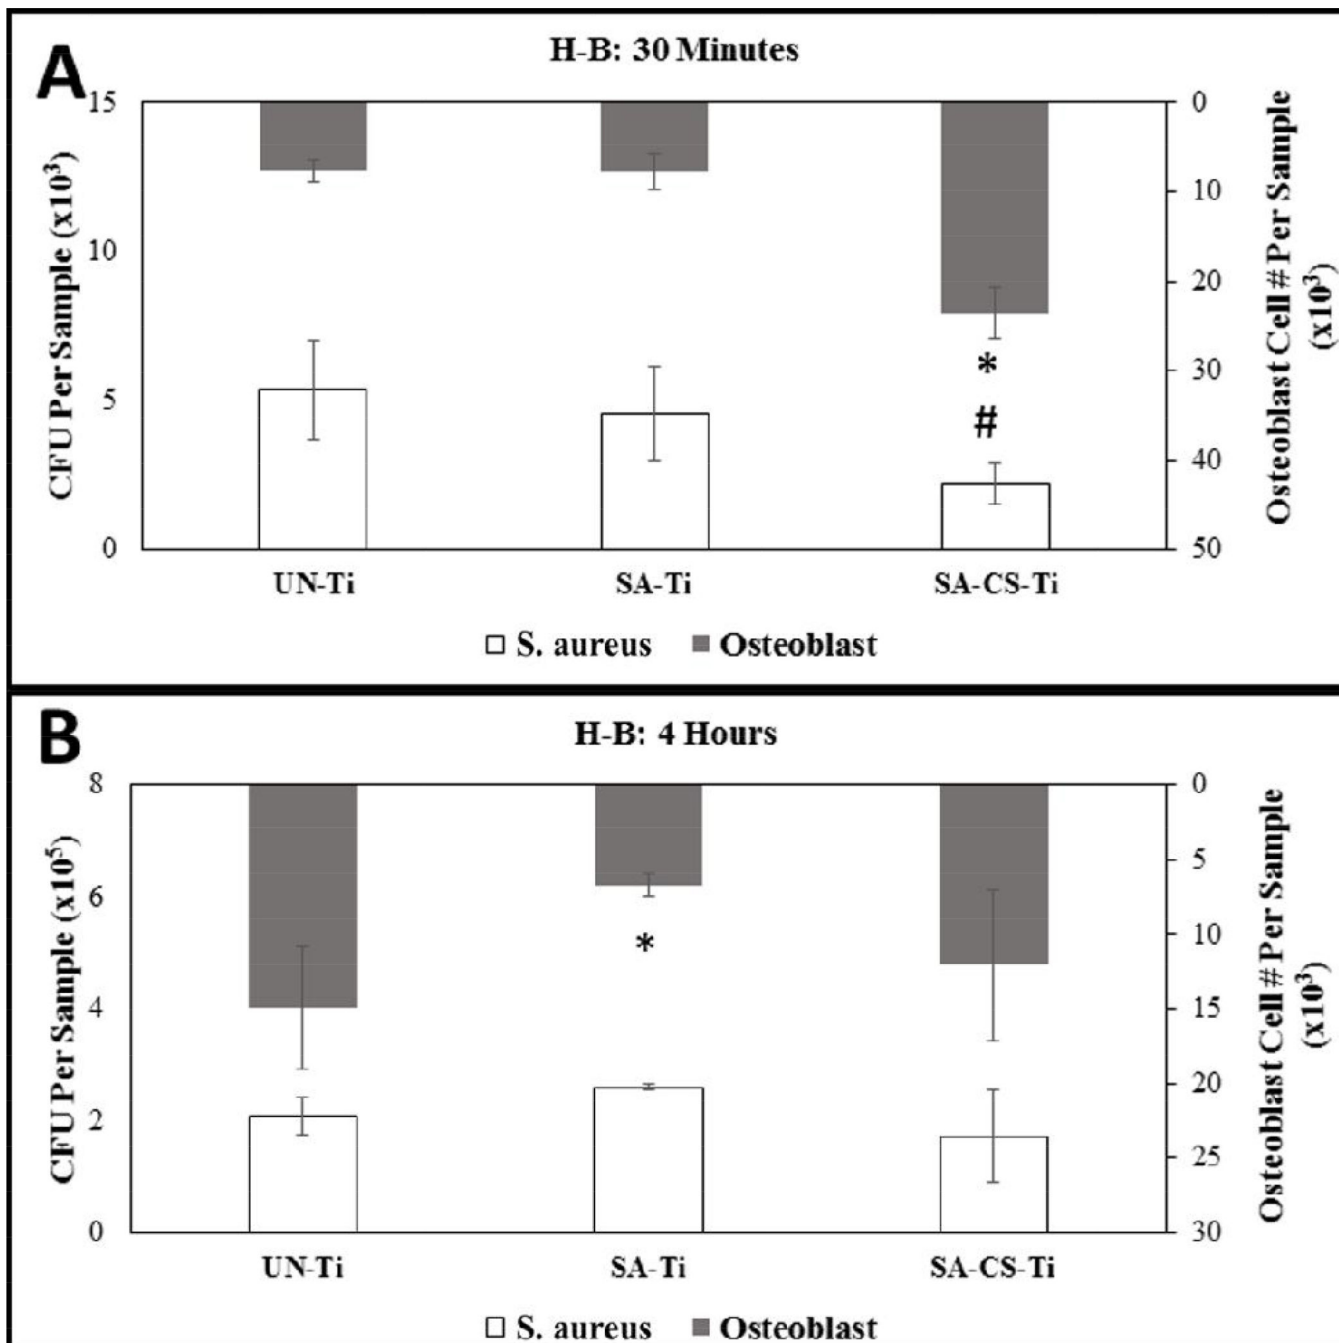 A
H-B: 30 Minutes
CFU Per Sample (x10³)
15
10
5
0
0
10
20
30
40
50
Osteoblast Cell # Per Sample
(x10³)
*
#
UN-Ti SA-Ti SA-CS-Ti
S. aureus Osteoblast
B
H-B: 4 Hours
CFU Per Sample (x10⁵)
8
6
4
2
0
0
5
10
15
20
25
30
Osteoblast Cell # Per Sample
(x10³)
*
UN-Ti SA-Ti SA-CS-Ti
S. aureus Osteoblast